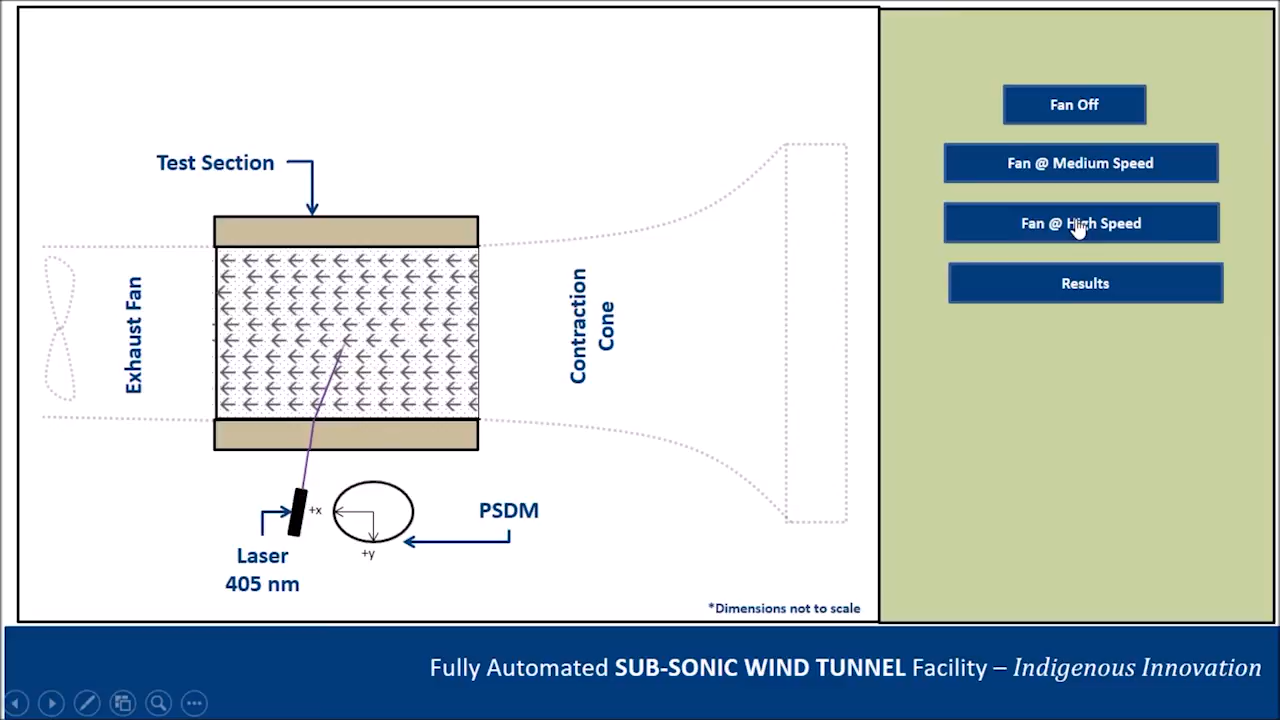 Test Section
Exhaust Fan
Contraction
Cone
+x
+y
PSDM
Laser
405 nm
*Dimensions not to scale
Fan Off
Fan @ Medium Speed
Fan @ High Speed
Results
Fully Automated SUB-SONIC WIND TUNNEL Facility – Indigenous Innovation